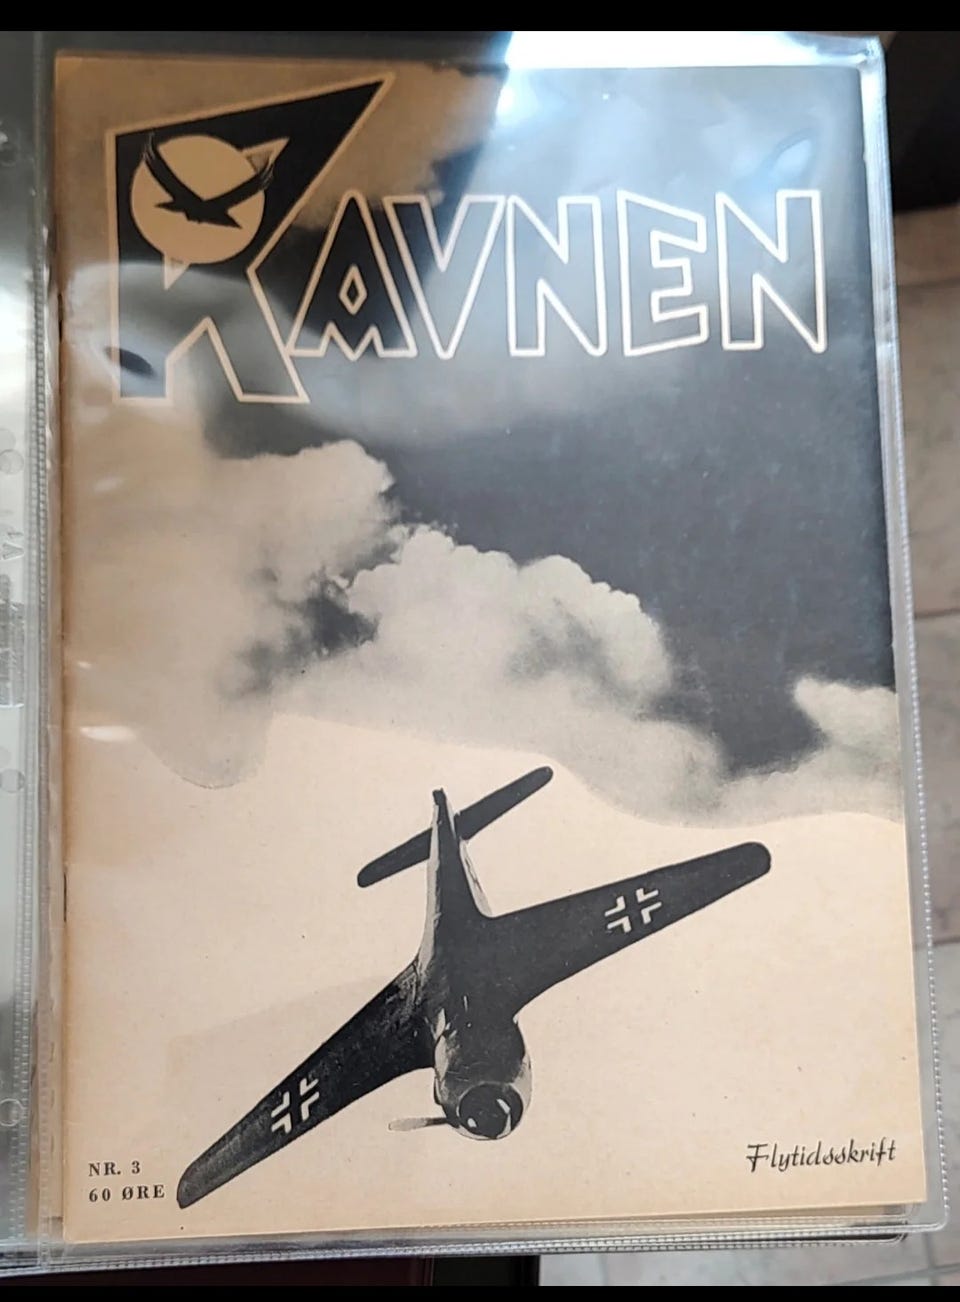 RAVNEN
NR. 3
60 ØRE
Flytidsskrift